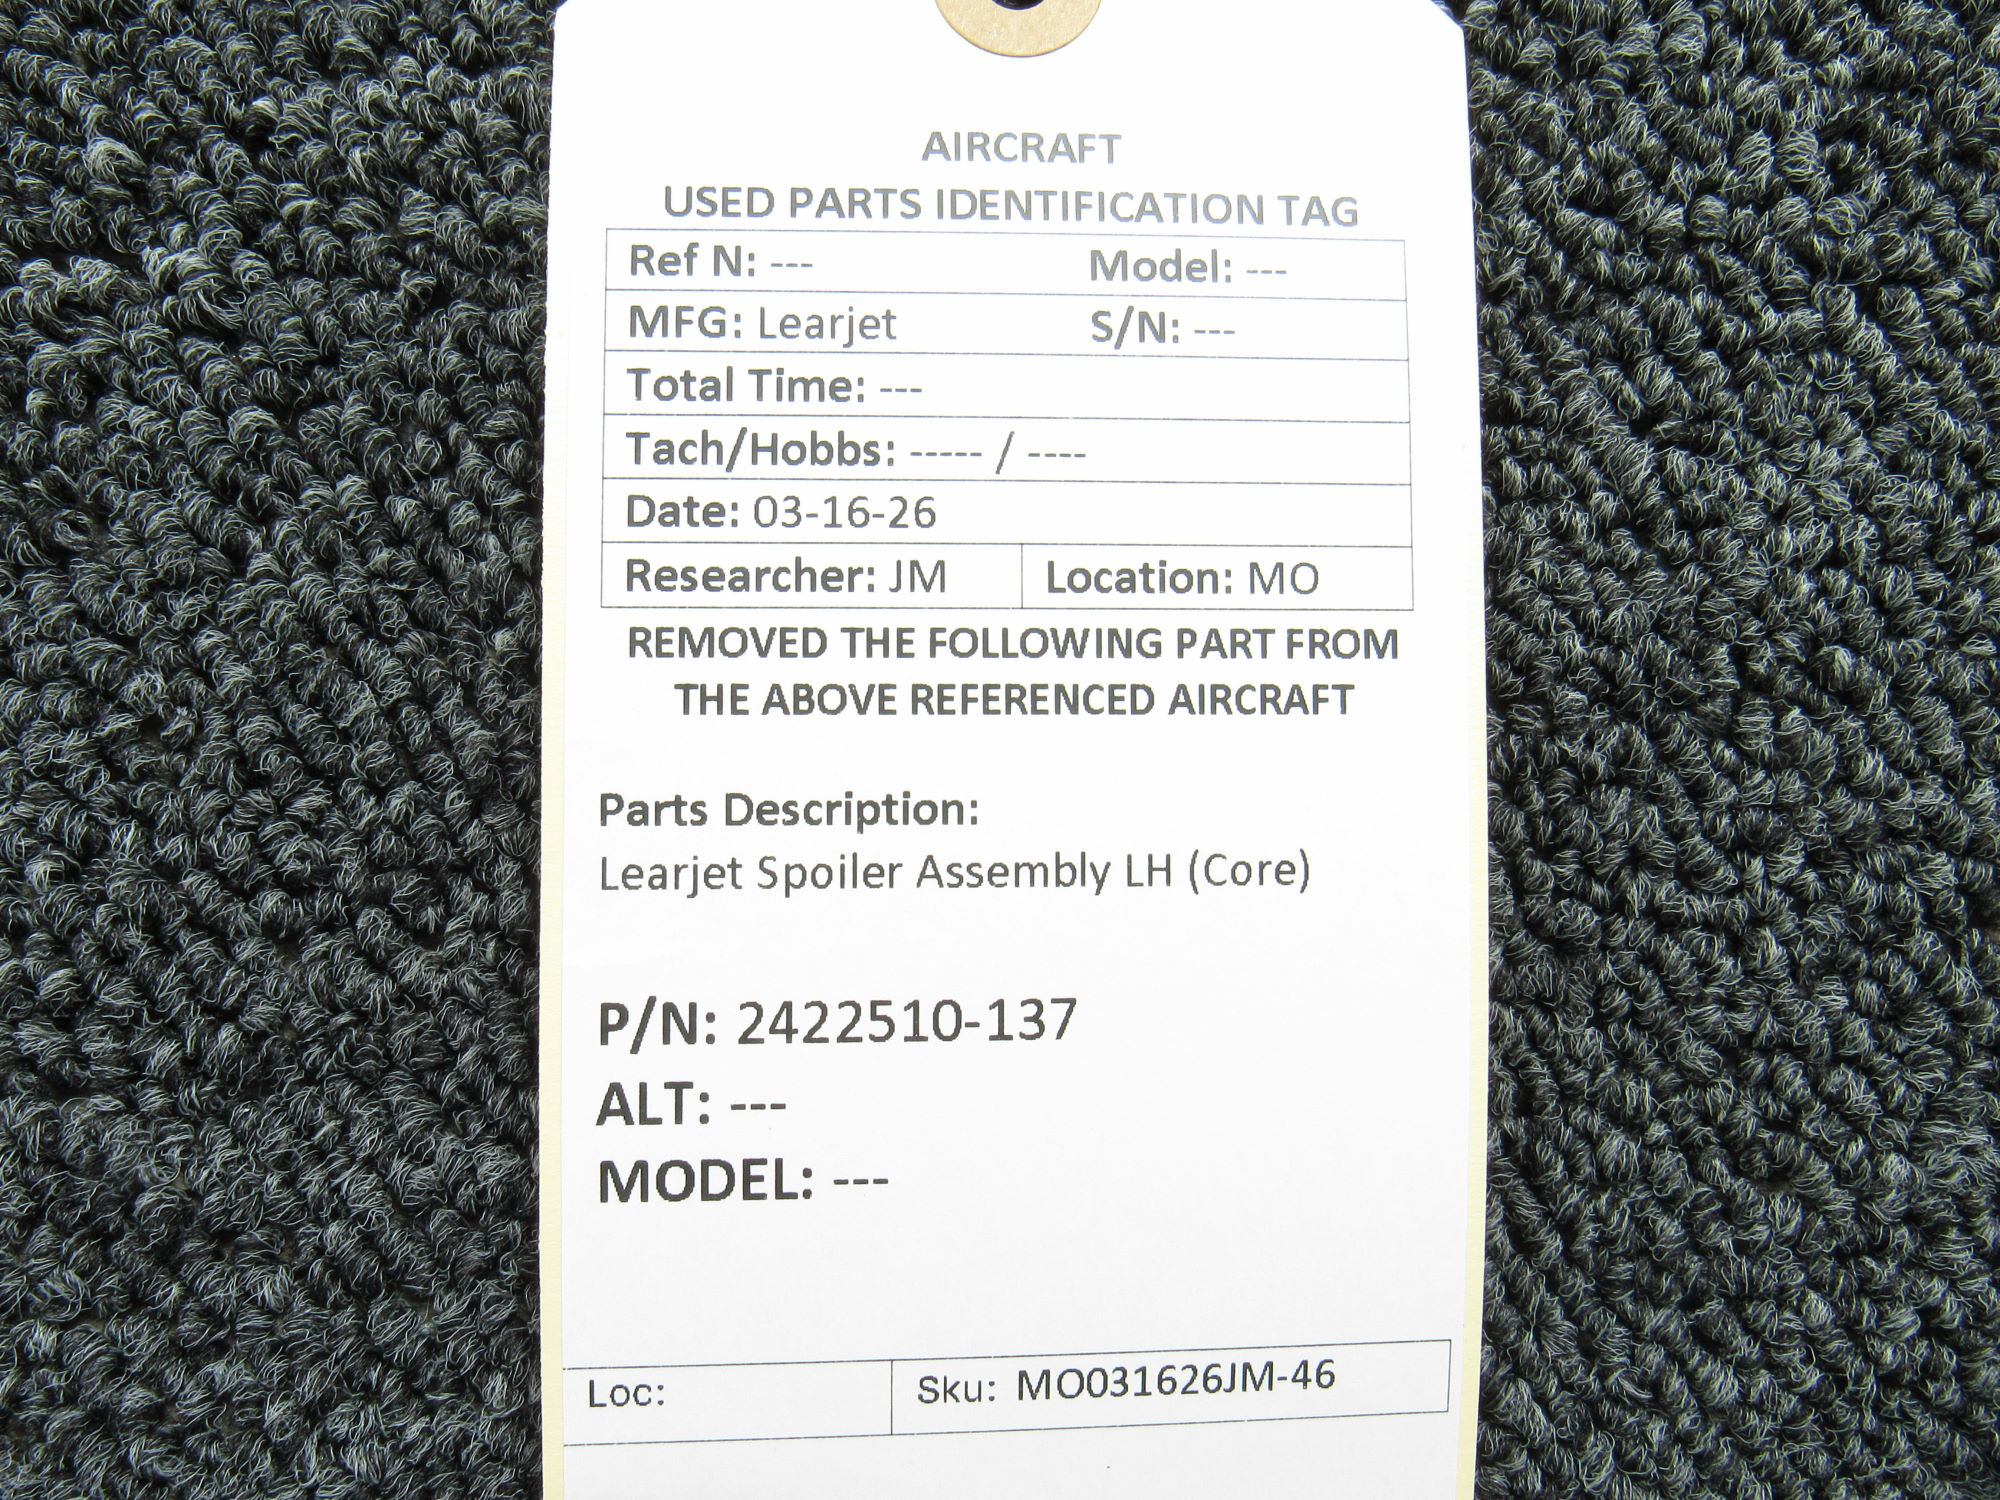 AIRCRAFT
USED PARTS IDENTIFICATION TAG
Ref N: --- Model: ---
MFG: Learjet S/N: ---
Total Time: ---
Tach/Hobbs: ----- / ----
Date: 03-16-26
Researcher: JM Location: MO
REMOVED THE FOLLOWING PART FROM
THE ABOVE REFERENCED AIRCRAFT
Parts Description:
Learjet Spoiler Assembly LH (Core)
P/N: 2422510-137
ALT: ---
MODEL: ---
Loc: Sku: MO031626JM-46